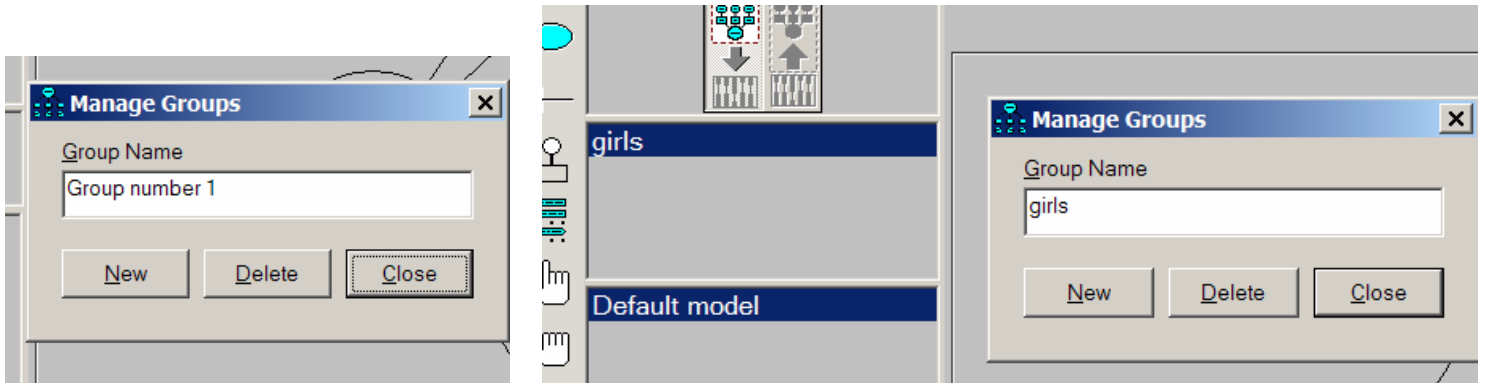 Manage Groups
Group Name
Group number 1
New Delete Close
girls
Default model
Manage Groups
Group Name
girls
New Delete Close